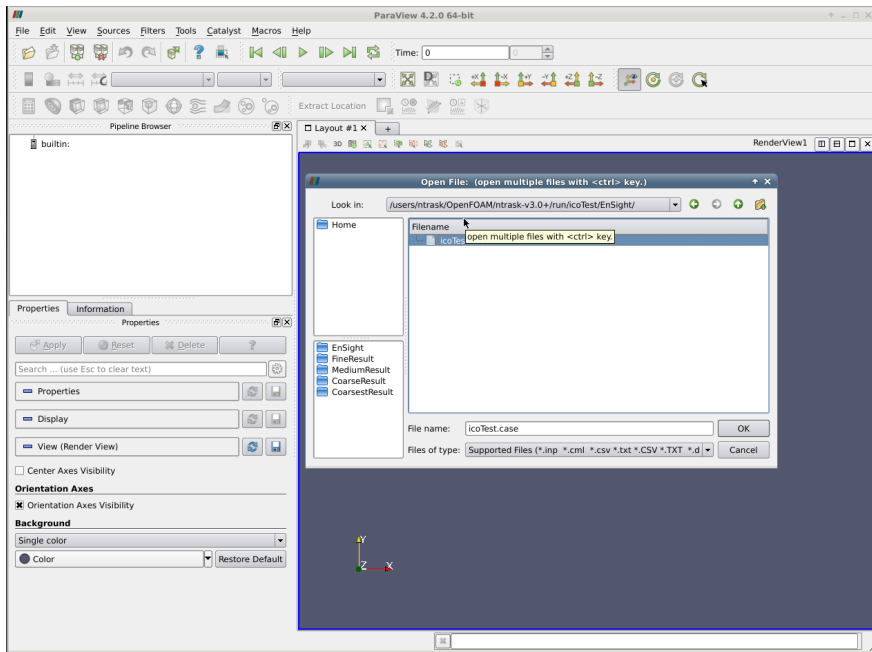 ParaView 4.2.0 64-bit
File Edit View Sources Filters Tools Catalyst Macros Help
Time: 0 0
Extract Location
Pipeline Browser
builtin:
Layout #1 X +
3D
RenderView1
Open File: (open multiple files with <ctrl> key.)
Look in: /users/ntrask/OpenFOAM/ntrask-v3.0+/run/icoTest/EnSight/
Home
Filename
icoTes
open multiple files with <ctrl> key.
EnSight
FineResult
MediumResult
CoarseResult
CoarsestResult
File name: icoTest.case OK
Files of type: Supported Files (*.inp *.cml *.csv *.txt *.CSV *.TXT *.d Cancel
Properties Information
Properties
Apply Reset Delete ?
Search ... (use Esc to clear text)
Properties
Display
View (Render View)
Center Axes Visibility
Orientation Axes
Orientation Axes Visibility
Background
Single color
Color Restore Default
Y
Z X